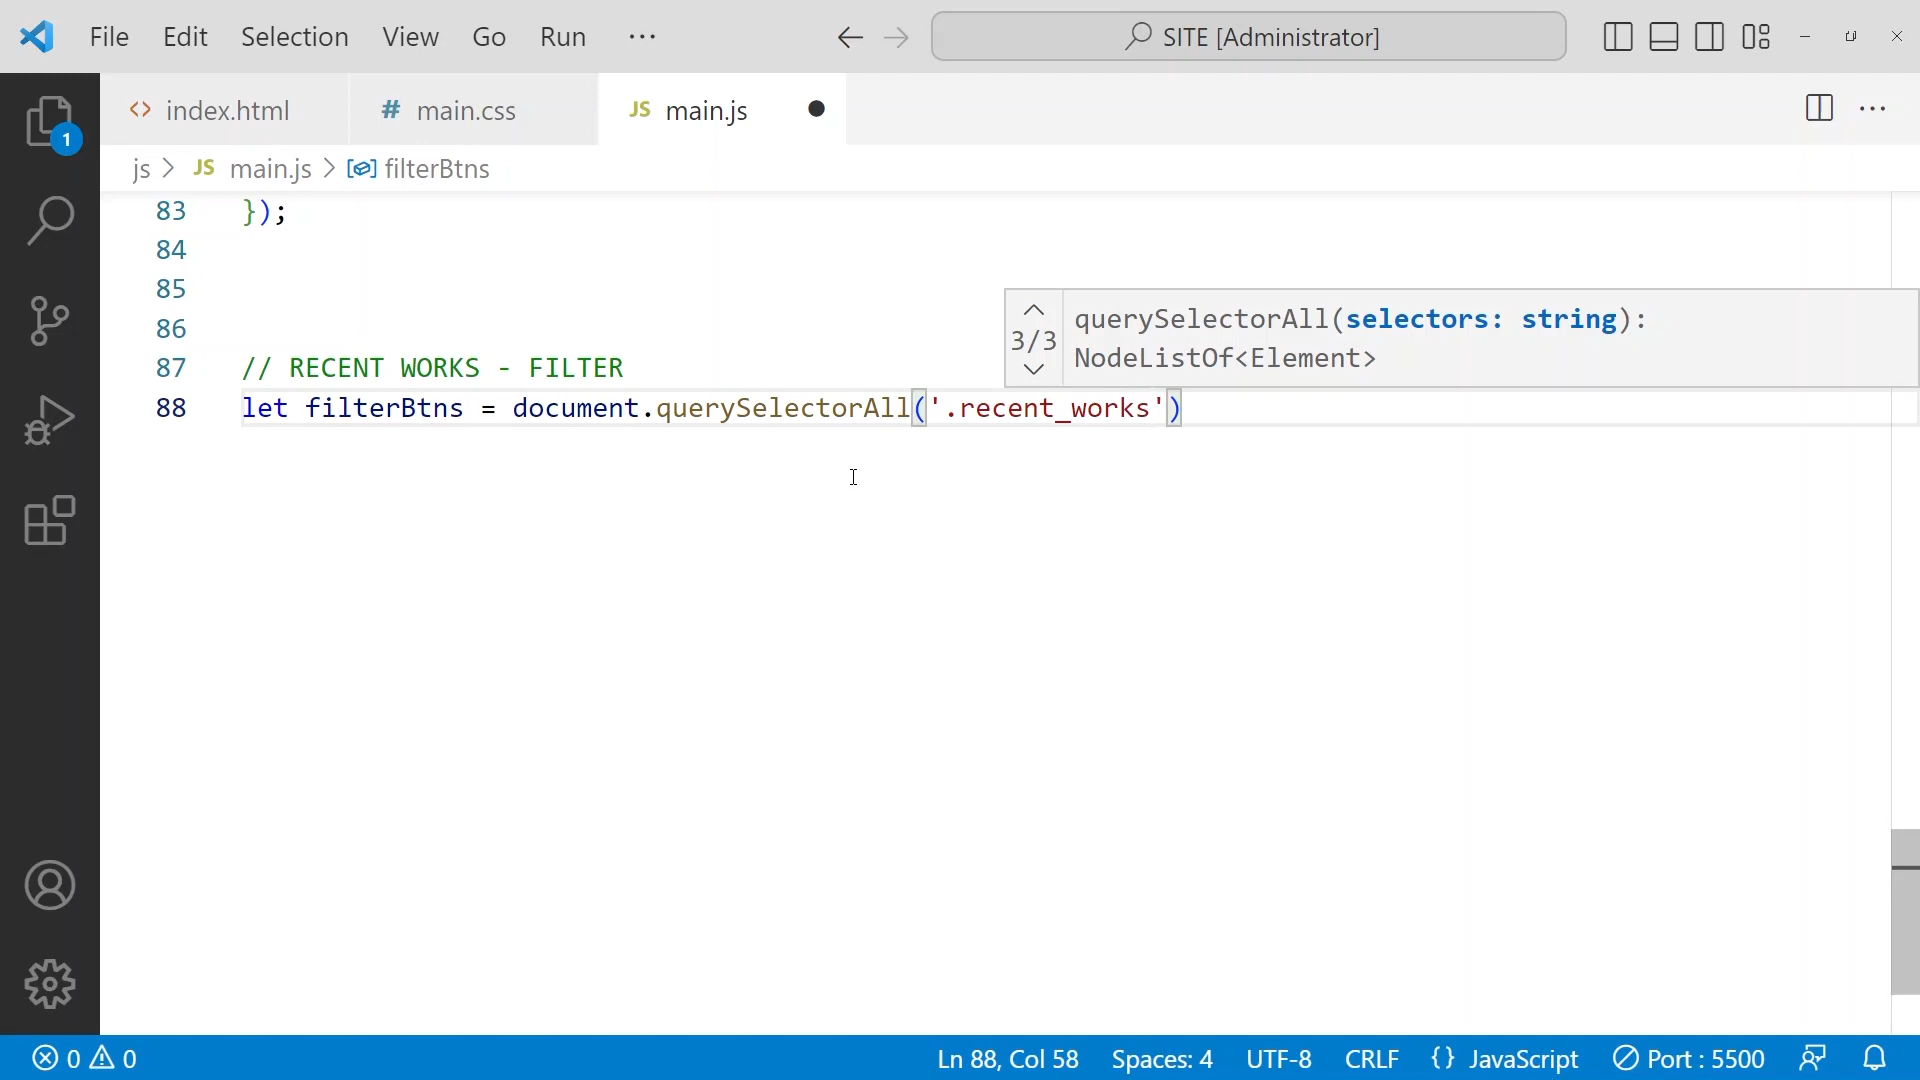 File Edit Selection View Go Run ··· SITE [Administrator]
index.html # main.css JS main.js
1
js > JS main.js > filterBtns
83 });
84
85
86
querySelectorAll(selectors: string):
3/3
NodeListOf<Element>
87 // RECENT WORKS - FILTER
88 let filterBtns = document.querySelectorAll('.recent_works')
0 0 Ln 88, Col 58 Spaces: 4 UTF-8 CRLF {} JavaScript Port : 5500